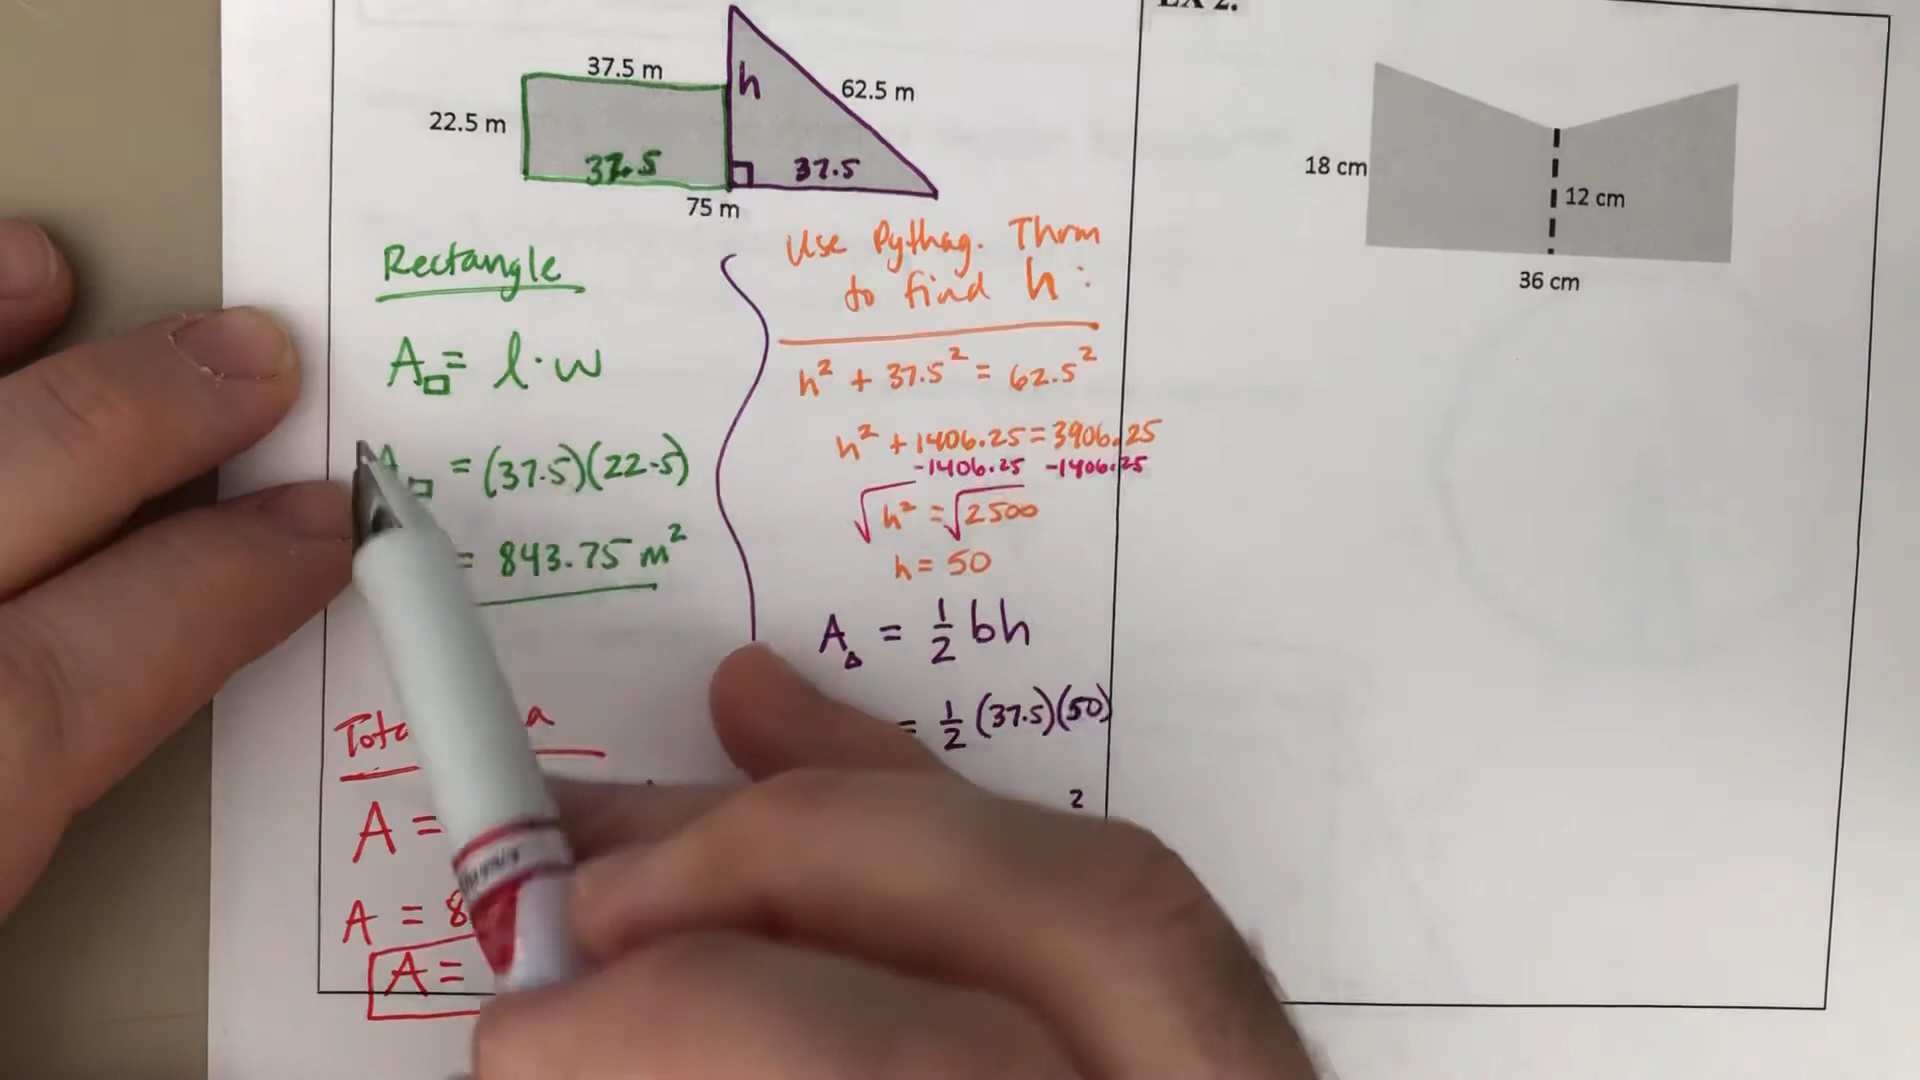 EX 2.
37.5 m
h
62.5 m
22.5 m
37.5
37.5
75 m
Rectangle
A▭ = l · w
A▭ = (37.5)(22.5)
= 843.75 m²
Use Pythag. Thrm
to find h :
h² + 37.5² = 62.5²
h² + 1406.25 = 3906.25
-1406.25 -1406.25
√h² = √2500
h = 50
A△ = 1/2 bh
= 1/2 (37.5)(50)
2
A =
A = 8
A =
18 cm
12 cm
36 cm